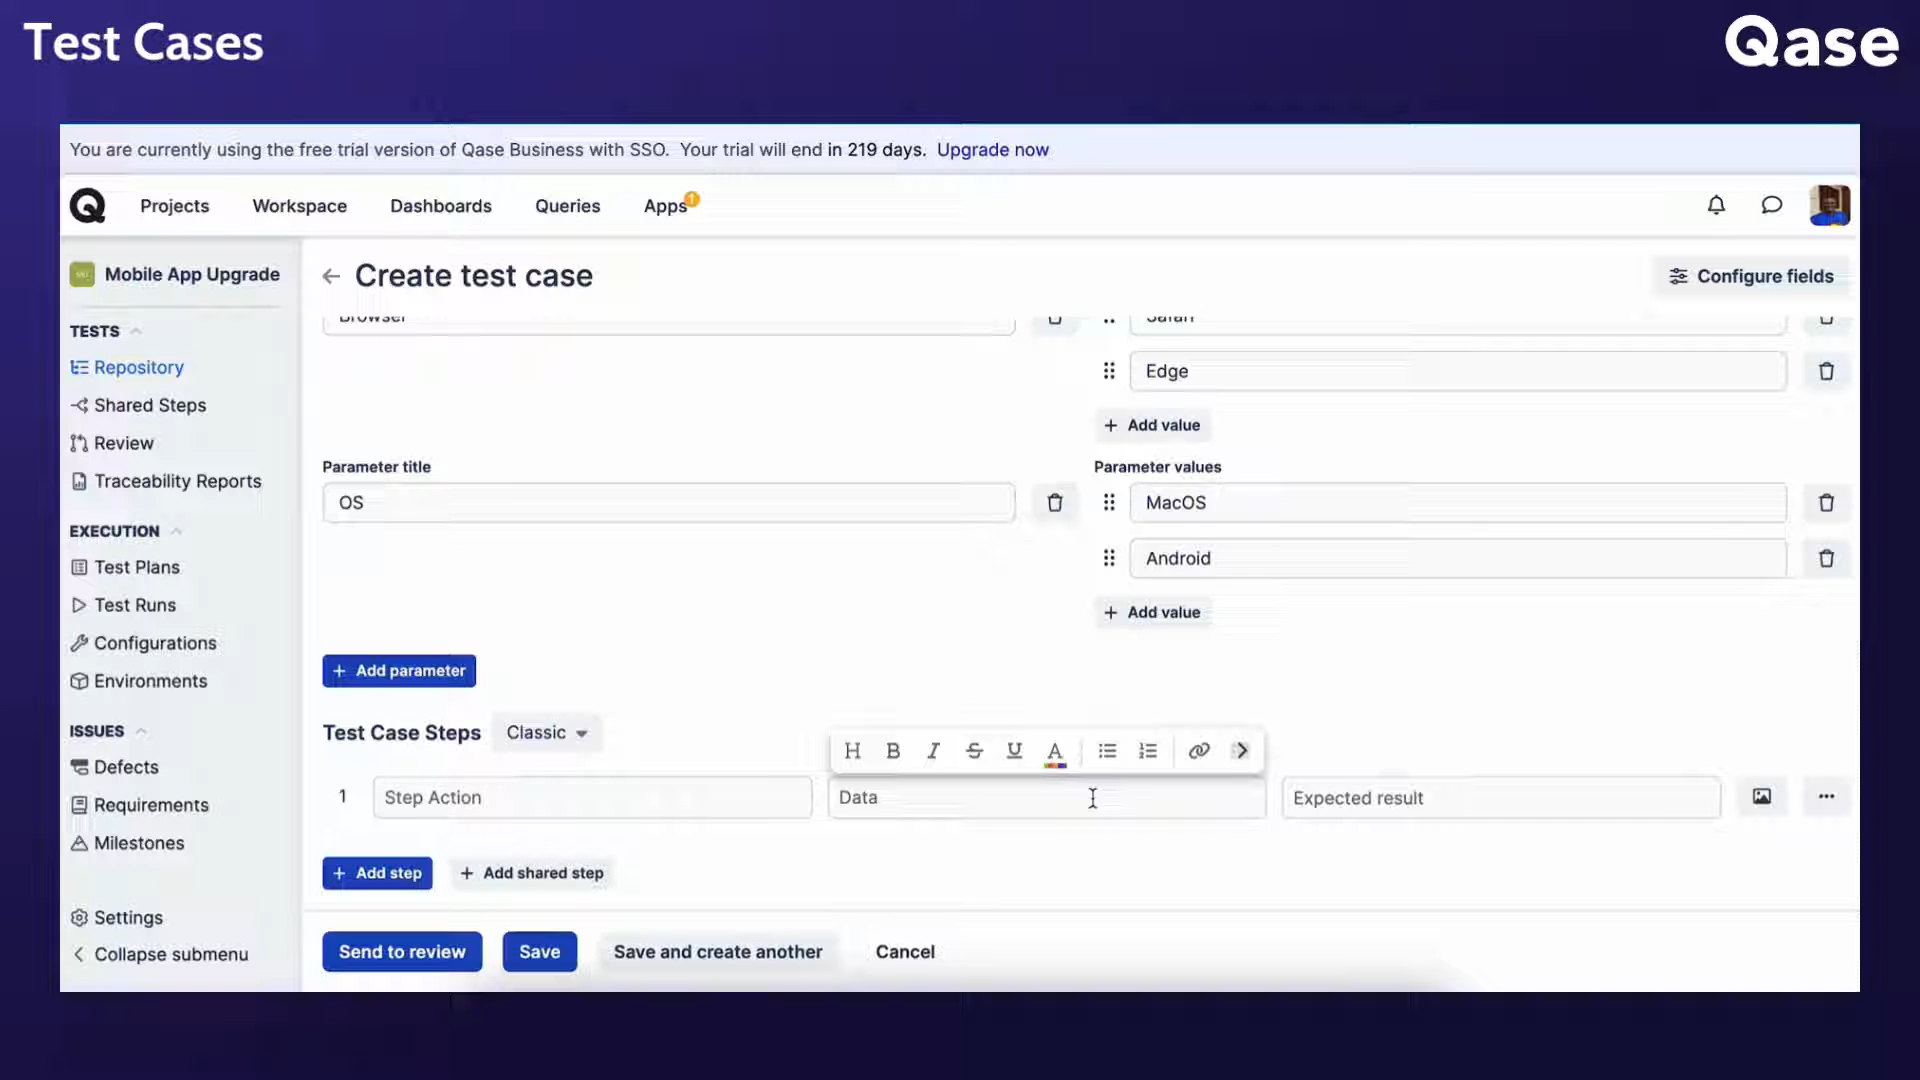 Test Cases
Qase
You are currently using the free trial version of Qase Business with SSO. Your trial will end in 219 days. Upgrade now
Projects
Workspace
Dashboards
Queries
Apps
1
Mobile App Upgrade
TESTS
Repository
Shared Steps
Review
Traceability Reports
EXECUTION
Test Plans
Test Runs
Configurations
Environments
ISSUES
Defects
Requirements
Milestones
Settings
Collapse submenu
Create test case
Configure fields
Browser
Safari
Edge
+ Add value
Parameter title
Parameter values
OS
MacOS
Android
+ Add value
+ Add parameter
Test Case Steps
Classic
H B I S U A
1
Step Action
Data
Expected result
+ Add step
+ Add shared step
Send to review
Save
Save and create another
Cancel